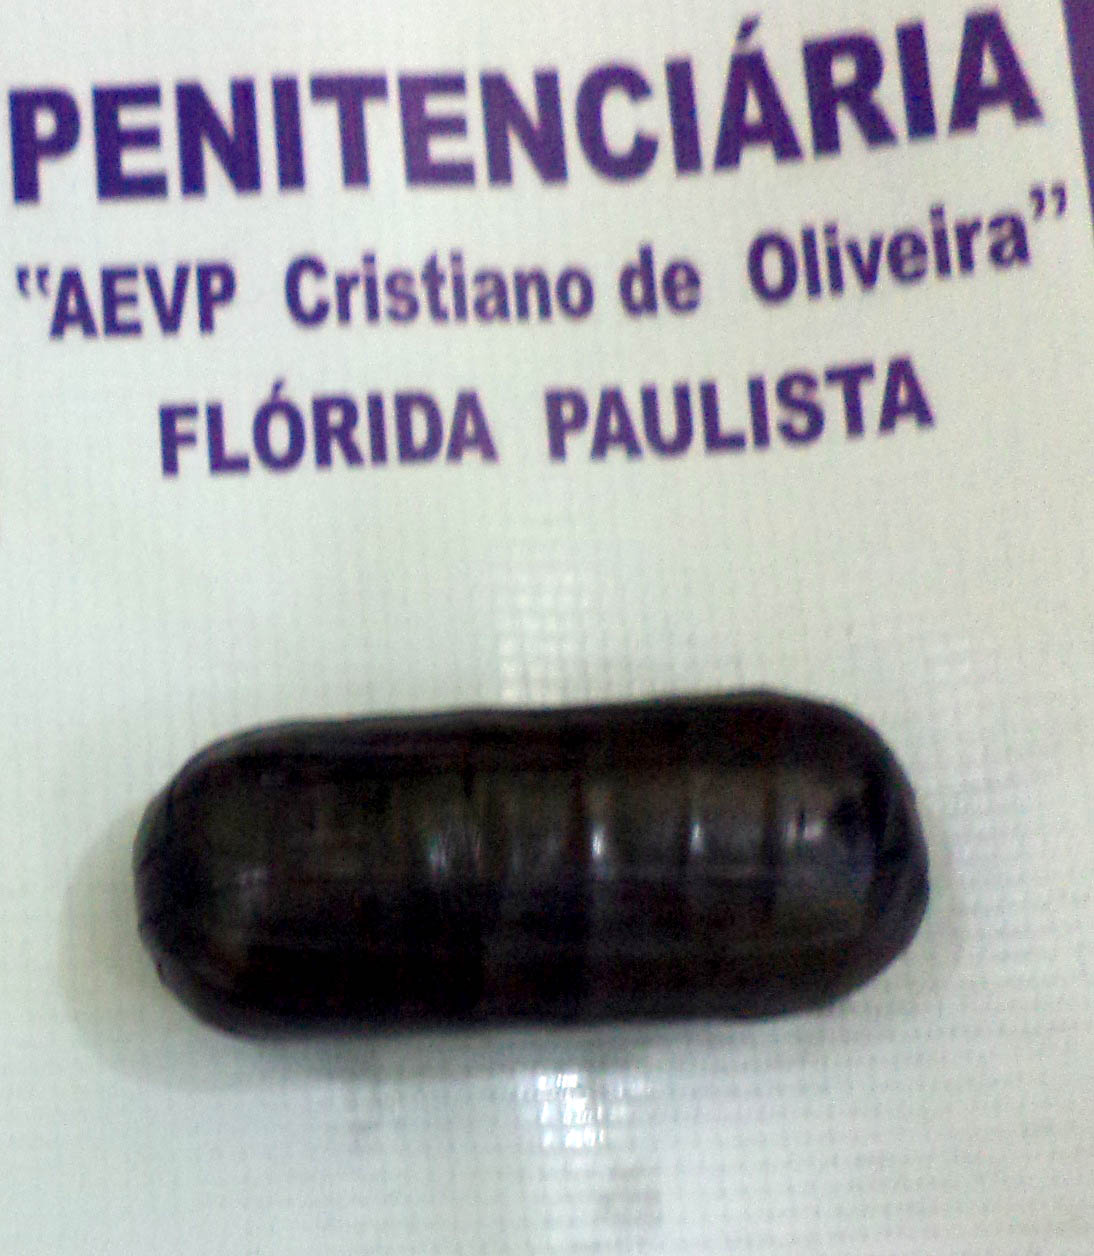 PENITENCIÁRIA
"AEVP Cristiano de Oliveira"
FLÓRIDA PAULISTA